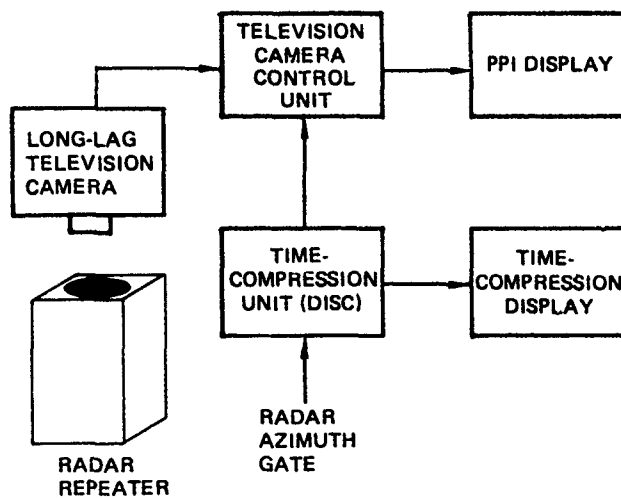 TELEVISION
CAMERA
CONTROL
UNIT
PPI DISPLAY
LONG-LAG
TELEVISION
CAMERA
TIME-
COMPRESSION
UNIT (DISC)
TIME-
COMPRESSION
DISPLAY
RADAR
AZIMUTH
GATE
RADAR
REPEATER